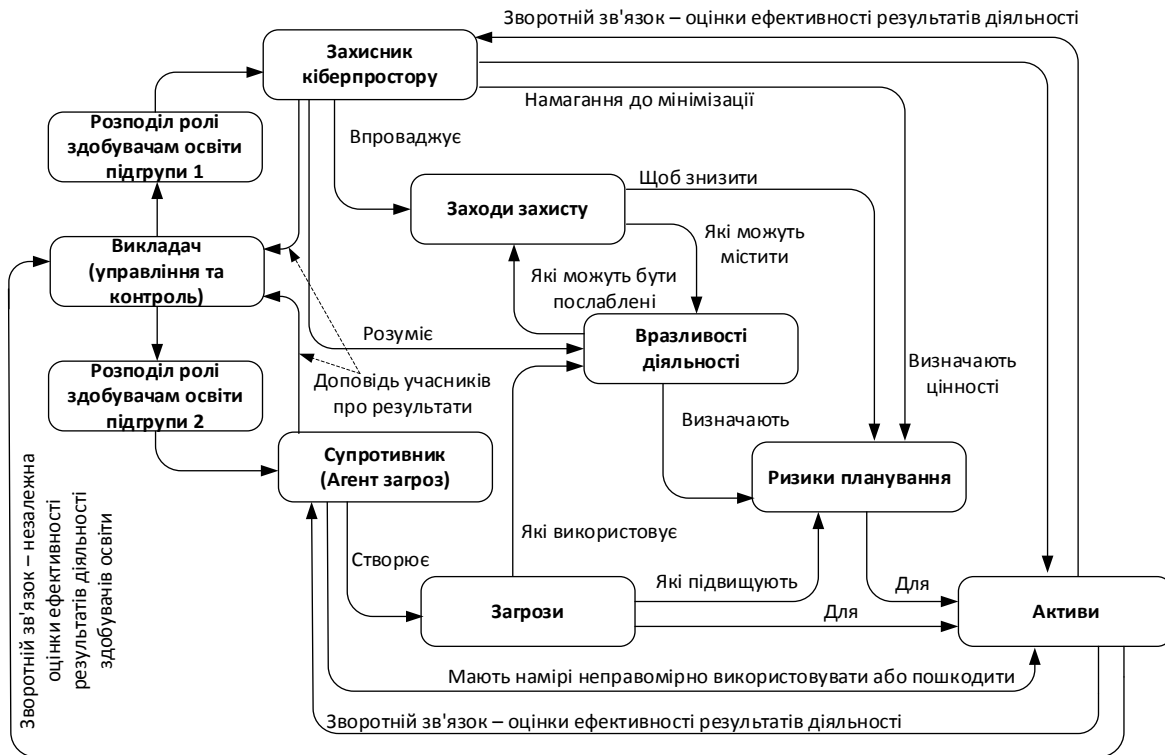 Зворотній зв'язок – оцінки ефективності результатів діяльності
Захисник
кіберпростору
Намагання до мінімізації
Розподіл ролі
здобувачам освіти
підгрупи 1
Впроваджує
Щоб знизити
Заходи захисту
Які можуть
містити
Викладач
(управління та
контроль)
Які можуть бути
послаблені
Розуміє
Вразливості
діяльності
Визначають
цінності
Розподіл ролі
здобувачам освіти
підгрупи 2
Доповідь учасників
про результати
Визначають
Супротивник
(Агент загроз)
Ризики планування
Зворотній зв'язок – незалежна
оцінки ефективності
результатів діяльності
здобувачів освіти
Які використовує
Створює
Які підвищують
Для
Загрози
Для
Активи
Мають намірі неправомірно використовувати або пошкодити
Зворотній зв'язок – оцінки ефективності результатів діяльності